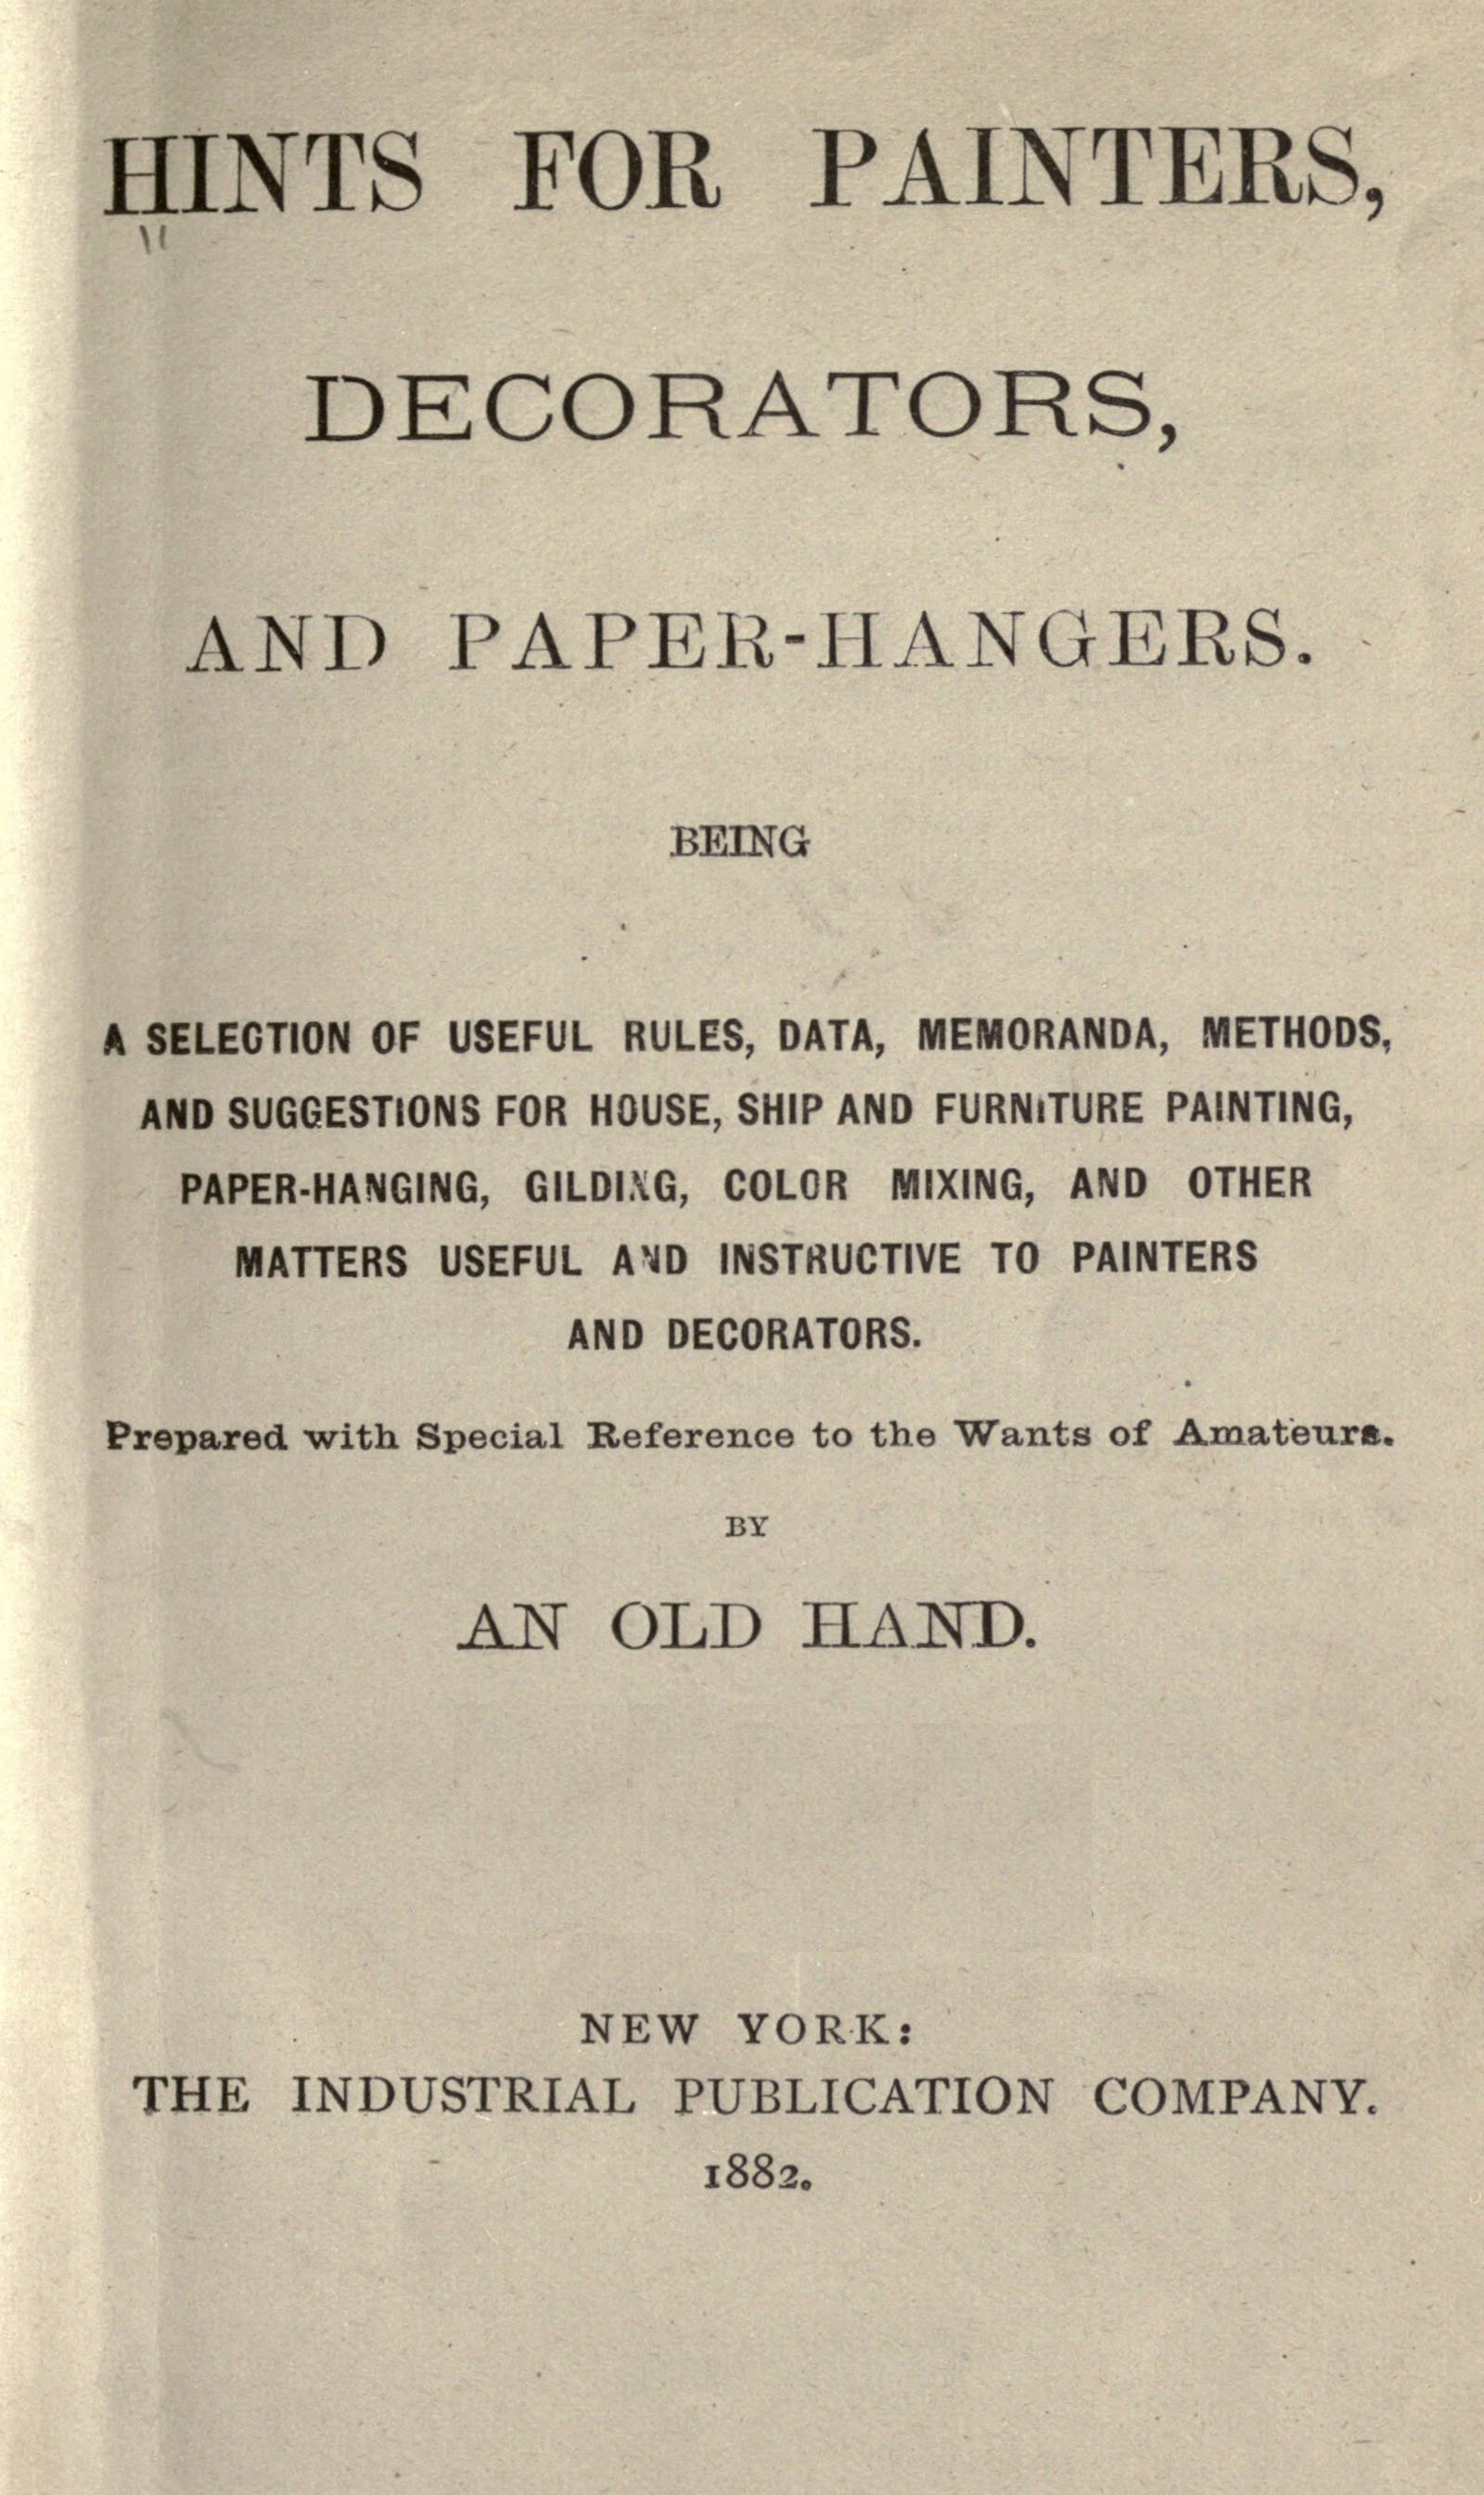 HINTS FOR PAINTERS,
DECORATORS,
AND PAPER-HANGERS.
BEING
A SELECTION OF USEFUL RULES, DATA, MEMORANDA, METHODS,
AND SUGGESTIONS FOR HOUSE, SHIP AND FURNITURE PAINTING,
PAPER-HANGING, GILDING, COLOR MIXING, AND OTHER
MATTERS USEFUL AND INSTRUCTIVE TO PAINTERS
AND DECORATORS.
Prepared with Special Reference to the Wants of Amateurs.
BY
AN OLD HAND.
NEW YORK:
THE INDUSTRIAL PUBLICATION COMPANY.
1882.